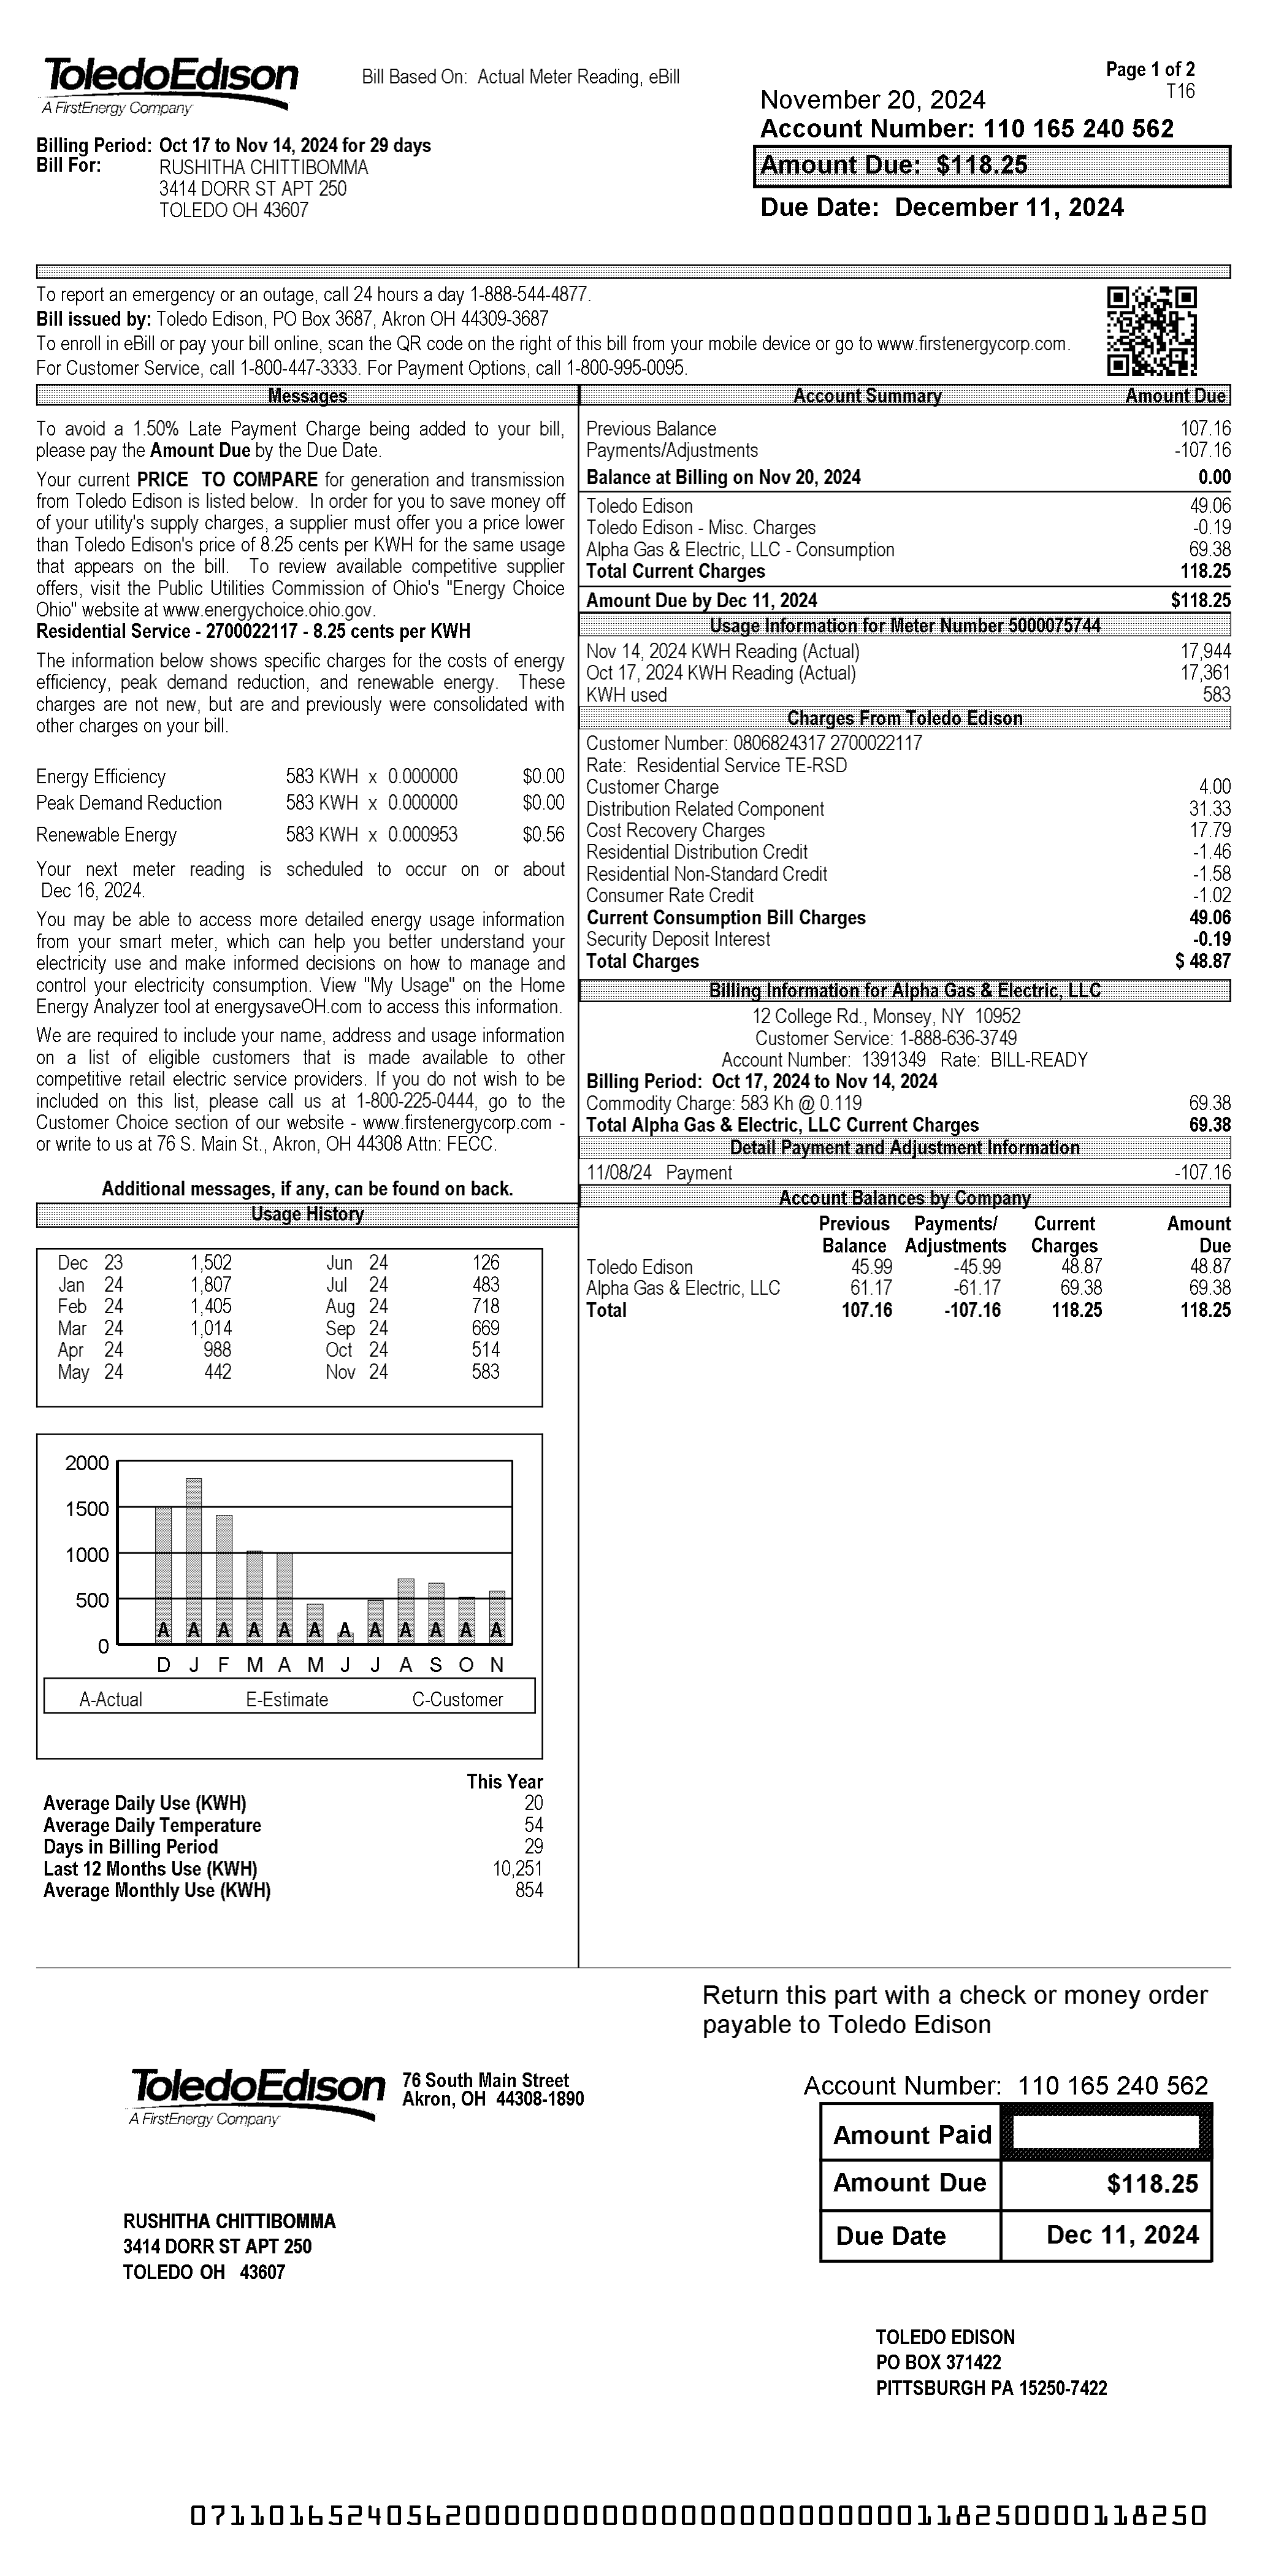 ToledoEdison
A FirstEnergy Company
Bill Based On:  Actual Meter Reading, eBill
Page 1 of 2
T16
November 20, 2024
Account Number: 110 165 240 562
Amount Due:  $118.25
Due Date:  December 11, 2024
Billing Period: Oct 17 to Nov 14, 2024 for 29 days
Bill For: RUSHITHA CHITTIBOMMA
3414 DORR ST APT 250
TOLEDO OH 43607
To report an emergency or an outage, call 24 hours a day 1-888-544-4877.
Bill issued by: Toledo Edison, PO Box 3687, Akron OH 44309-3687
To enroll in eBill or pay your bill online, scan the QR code on the right of this bill from your mobile device or go to www.firstenergycorp.com.
For Customer Service, call 1-800-447-3333. For Payment Options, call 1-800-995-0095.
Messages
To avoid a 1.50% Late Payment Charge being added to your bill,
please pay the Amount Due by the Due Date.
Your current PRICE  TO COMPARE for generation and transmission
from Toledo Edison is listed below.  In order for you to save money off
of your utility's supply charges, a supplier must offer you a price lower
than Toledo Edison's price of 8.25 cents per KWH for the same usage
that appears on the bill.  To review available competitive supplier
offers, visit the Public Utilities Commission of Ohio's "Energy Choice
Ohio" website at www.energychoice.ohio.gov.
Residential Service - 2700022117 - 8.25 cents per KWH
The information below shows specific charges for the costs of energy
efficiency, peak demand reduction, and renewable energy.  These
charges are not new, but are and previously were consolidated with
other charges on your bill.
Energy Efficiency 583 KWH x 0.000000 $0.00
Peak Demand Reduction 583 KWH x 0.000000 $0.00
Renewable Energy 583 KWH x 0.000953 $0.56
Your next meter reading is scheduled to occur on or about
Dec 16, 2024.
You may be able to access more detailed energy usage information
from your smart meter, which can help you better understand your
electricity use and make informed decisions on how to manage and
control your electricity consumption. View "My Usage" on the Home
Energy Analyzer tool at energysaveOH.com to access this information.
We are required to include your name, address and usage information
on a list of eligible customers that is made available to other
competitive retail electric service providers. If you do not wish to be
included on this list, please call us at 1-800-225-0444, go to the
Customer Choice section of our website - www.firstenergycorp.com -
or write to us at 76 S. Main St., Akron, OH 44308 Attn: FECC.
Additional messages, if any, can be found on back.
Usage History
Dec 23 1,502 Jun 24 126
Jan 24 1,807 Jul 24 483
Feb 24 1,405 Aug 24 718
Mar 24 1,014 Sep 24 669
Apr 24 988 Oct 24 514
May 24 442 Nov 24 583
2000
1500
1000
500
0
A A A A A A A A A A A A
D J F M A M J J A S O N
A-Actual E-Estimate C-Customer
This Year
Average Daily Use (KWH) 20
Average Daily Temperature 54
Days in Billing Period 29
Last 12 Months Use (KWH) 10,251
Average Monthly Use (KWH) 854
Account Summary Amount Due
Previous Balance 107.16
Payments/Adjustments -107.16
Balance at Billing on Nov 20, 2024 0.00
Toledo Edison 49.06
Toledo Edison - Misc. Charges -0.19
Alpha Gas & Electric, LLC - Consumption 69.38
Total Current Charges 118.25
Amount Due by Dec 11, 2024 $118.25
Usage Information for Meter Number 5000075744
Nov 14, 2024 KWH Reading (Actual) 17,944
Oct 17, 2024 KWH Reading (Actual) 17,361
KWH used 583
Charges From Toledo Edison
Customer Number: 0806824317 2700022117
Rate:  Residential Service TE-RSD
Customer Charge 4.00
Distribution Related Component 31.33
Cost Recovery Charges 17.79
Residential Distribution Credit -1.46
Residential Non-Standard Credit -1.58
Consumer Rate Credit -1.02
Current Consumption Bill Charges 49.06
Security Deposit Interest -0.19
Total Charges $ 48.87
Billing Information for Alpha Gas & Electric, LLC
12 College Rd., Monsey, NY  10952
Customer Service: 1-888-636-3749
Account Number:  1391349   Rate:  BILL-READY
Billing Period:  Oct 17, 2024 to Nov 14, 2024
Commodity Charge: 583 Kh @ 0.119 69.38
Total Alpha Gas & Electric, LLC Current Charges 69.38
Detail Payment and Adjustment Information
11/08/24   Payment -107.16
Account Balances by Company
Previous Payments/ Current Amount
Balance Adjustments Charges Due
Toledo Edison 45.99 -45.99 48.87 48.87
Alpha Gas & Electric, LLC 61.17 -61.17 69.38 69.38
Total 107.16 -107.16 118.25 118.25
Return this part with a check or money order
payable to Toledo Edison
ToledoEdison
A FirstEnergy Company
76 South Main Street
Akron, OH  44308-1890
Account Number:  110 165 240 562
Amount Paid
Amount Due $118.25
Due Date Dec 11, 2024
RUSHITHA CHITTIBOMMA
3414 DORR ST APT 250
TOLEDO OH   43607
TOLEDO EDISON
PO BOX 371422
PITTSBURGH PA 15250-7422
071101652405620000000000000000000000118250000118250